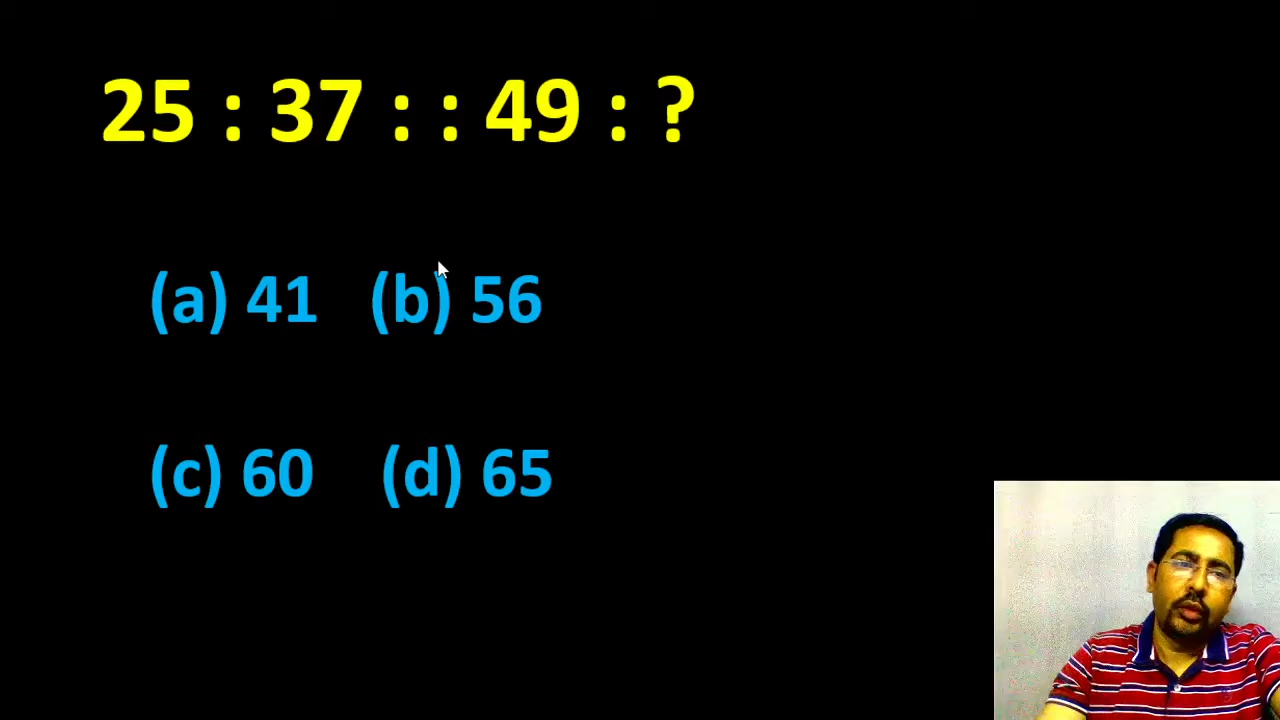 25 : 37 : : 49 : ?
(a) 41 (b) 56
(c) 60 (d) 65